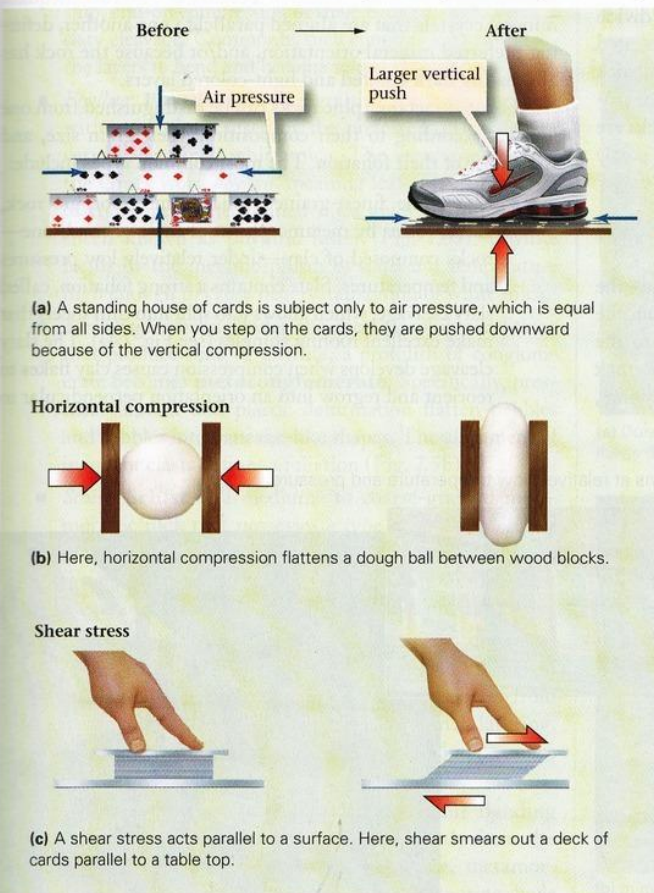 Before
After
Air pressure
Larger vertical
push
(a) A standing house of cards is subject only to air pressure, which is equal
from all sides. When you step on the cards, they are pushed downward
because of the vertical compression.
Horizontal compression
(b) Here, horizontal compression flattens a dough ball between wood blocks.
Shear stress
(c) A shear stress acts parallel to a surface. Here, shear smears out a deck of
cards parallel to a table top.